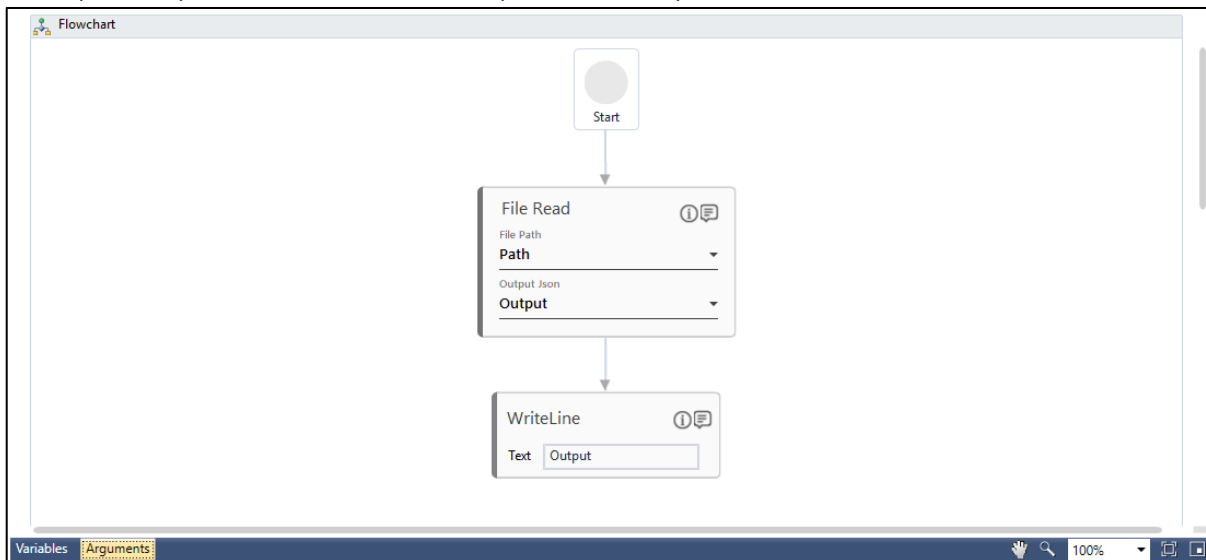 Flowchart
Start
File Read
File Path
Path
Output Json
Output
WriteLine
Text Output
Variables Arguments 100%